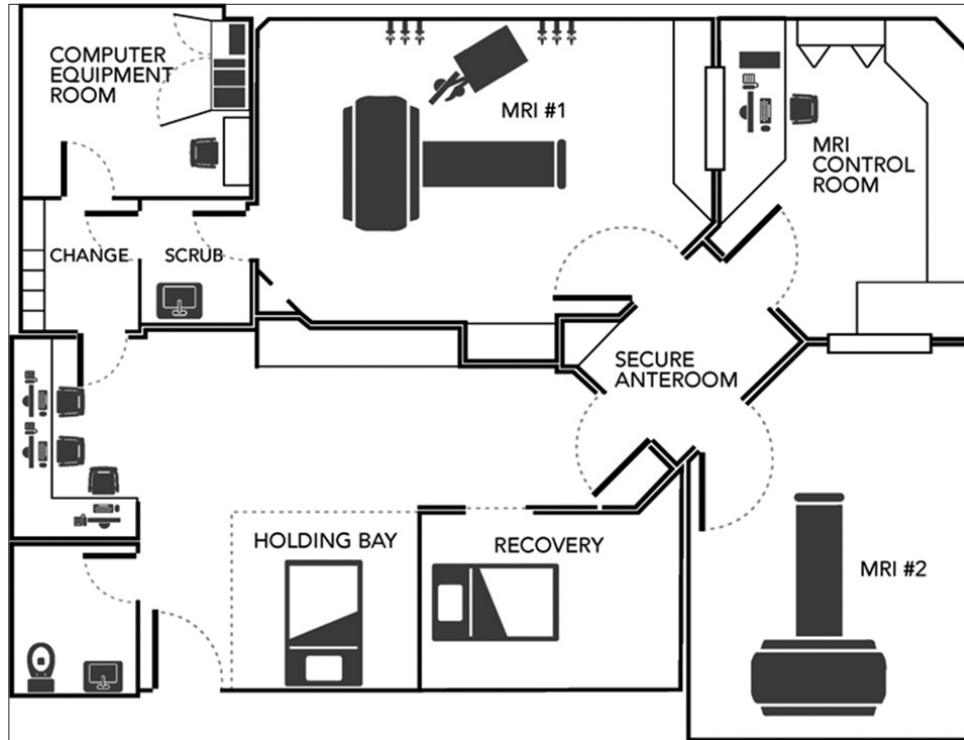 COMPUTER
EQUIPMENT
ROOM
MRI #1
MRI
CONTROL
ROOM
CHANGE
SCRUB
SECURE
ANTEROOM
HOLDING BAY
RECOVERY
MRI #2